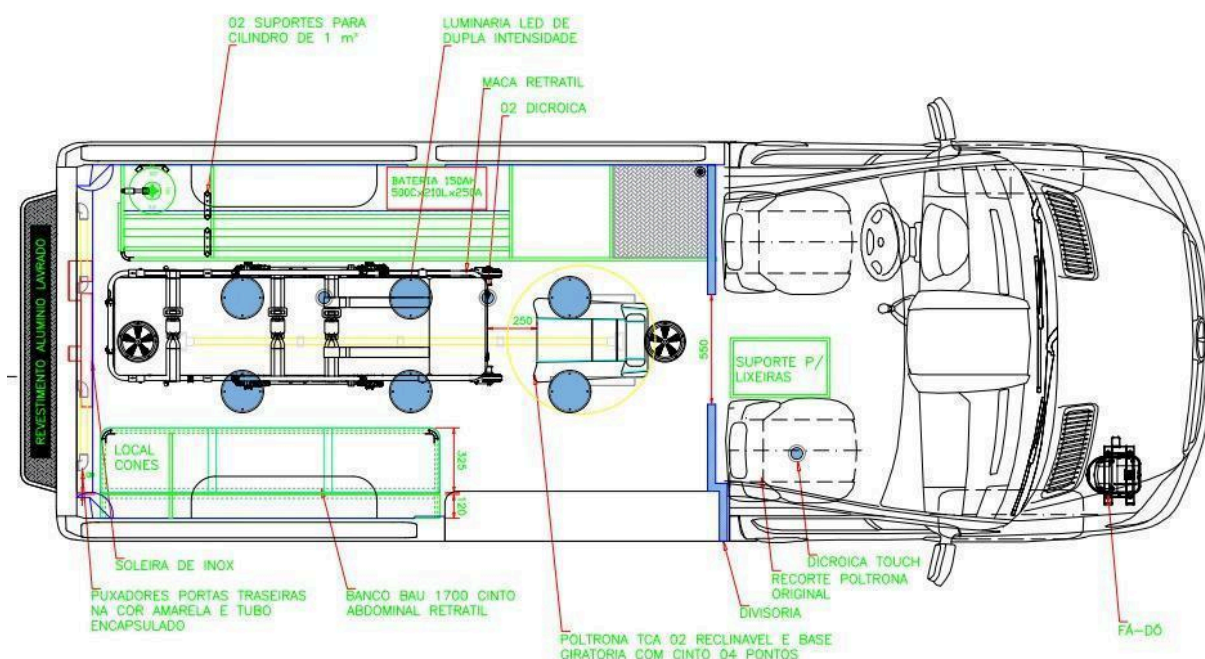 02 SUPORTES PARA
CILINDRO DE 1 m³
LUMINARIA LED DE
DUPLA INTENSIDADE
MACA RETRATIL
02 DICROICA
BATERIA 150AH
500Cx210Lx250A
REVESTIMENTO ALUMINIO LAVRADO
250
550
SUPORTE P/
LIXEIRAS
LOCAL
CONES
325
120
SOLEIRA DE INOX
PUXADORES PORTAS TRASEIRAS
NA COR AMARELA E TUBO
ENCAPSULADO
BANCO BAU 1700 CINTO
ABDOMINAL RETRATIL
POLTRONA TCA 02 RECLINAVEL E BASE
GIRATORIA COM CINTO 04 PONTOS
DIVISORIA
DICROICA TOUCH
RECORTE POLTRONA
ORIGINAL
FÁ-DÓ